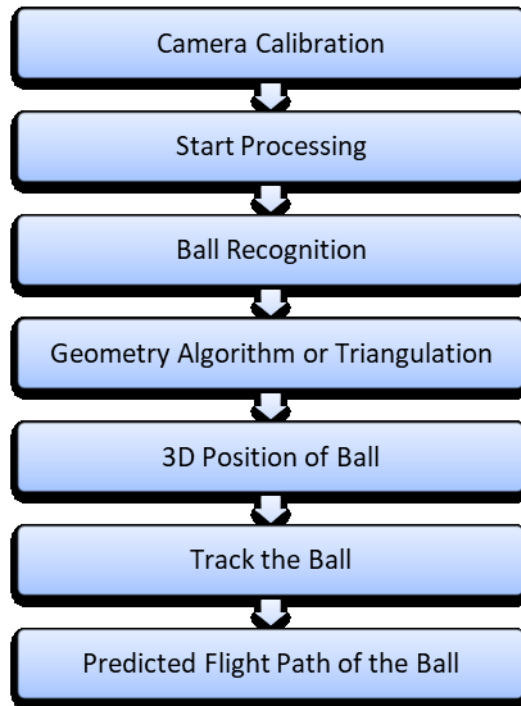 Camera Calibration
Start Processing
Ball Recognition
Geometry Algorithm or Triangulation
3D Position of Ball
Track the Ball
Predicted Flight Path of the Ball